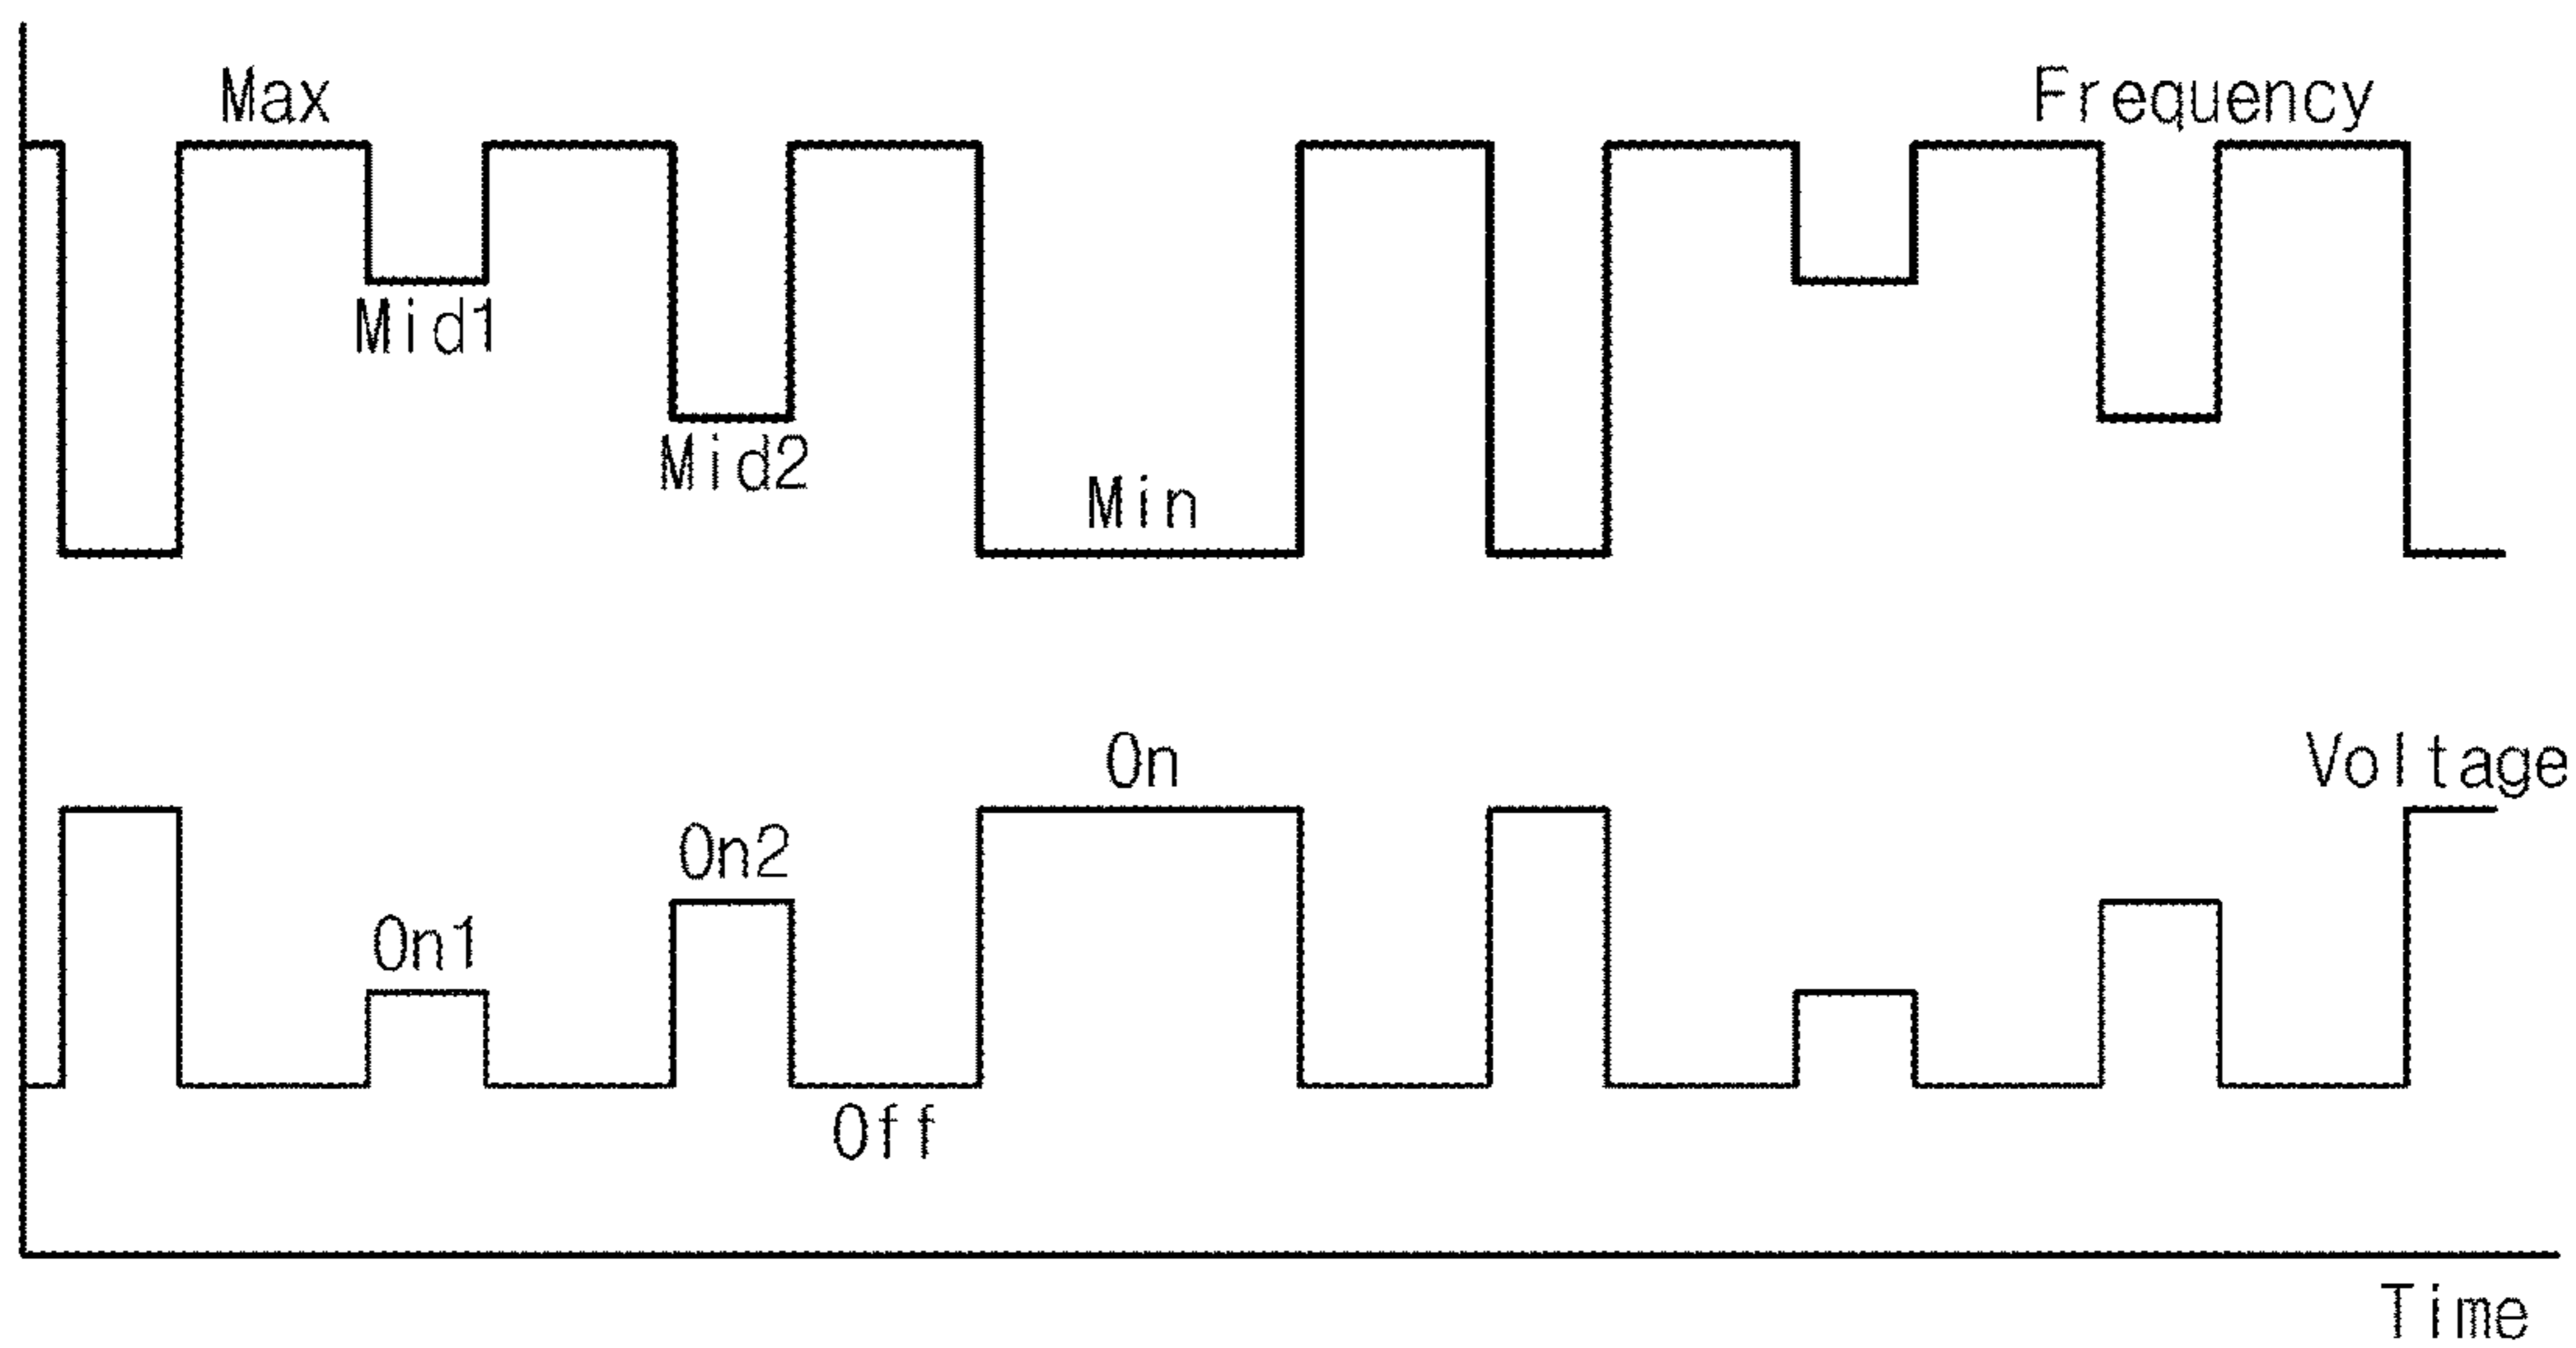 Max
Frequency
Mid1
Mid2
Min
On
Voltage
On2
On1
Off
Time